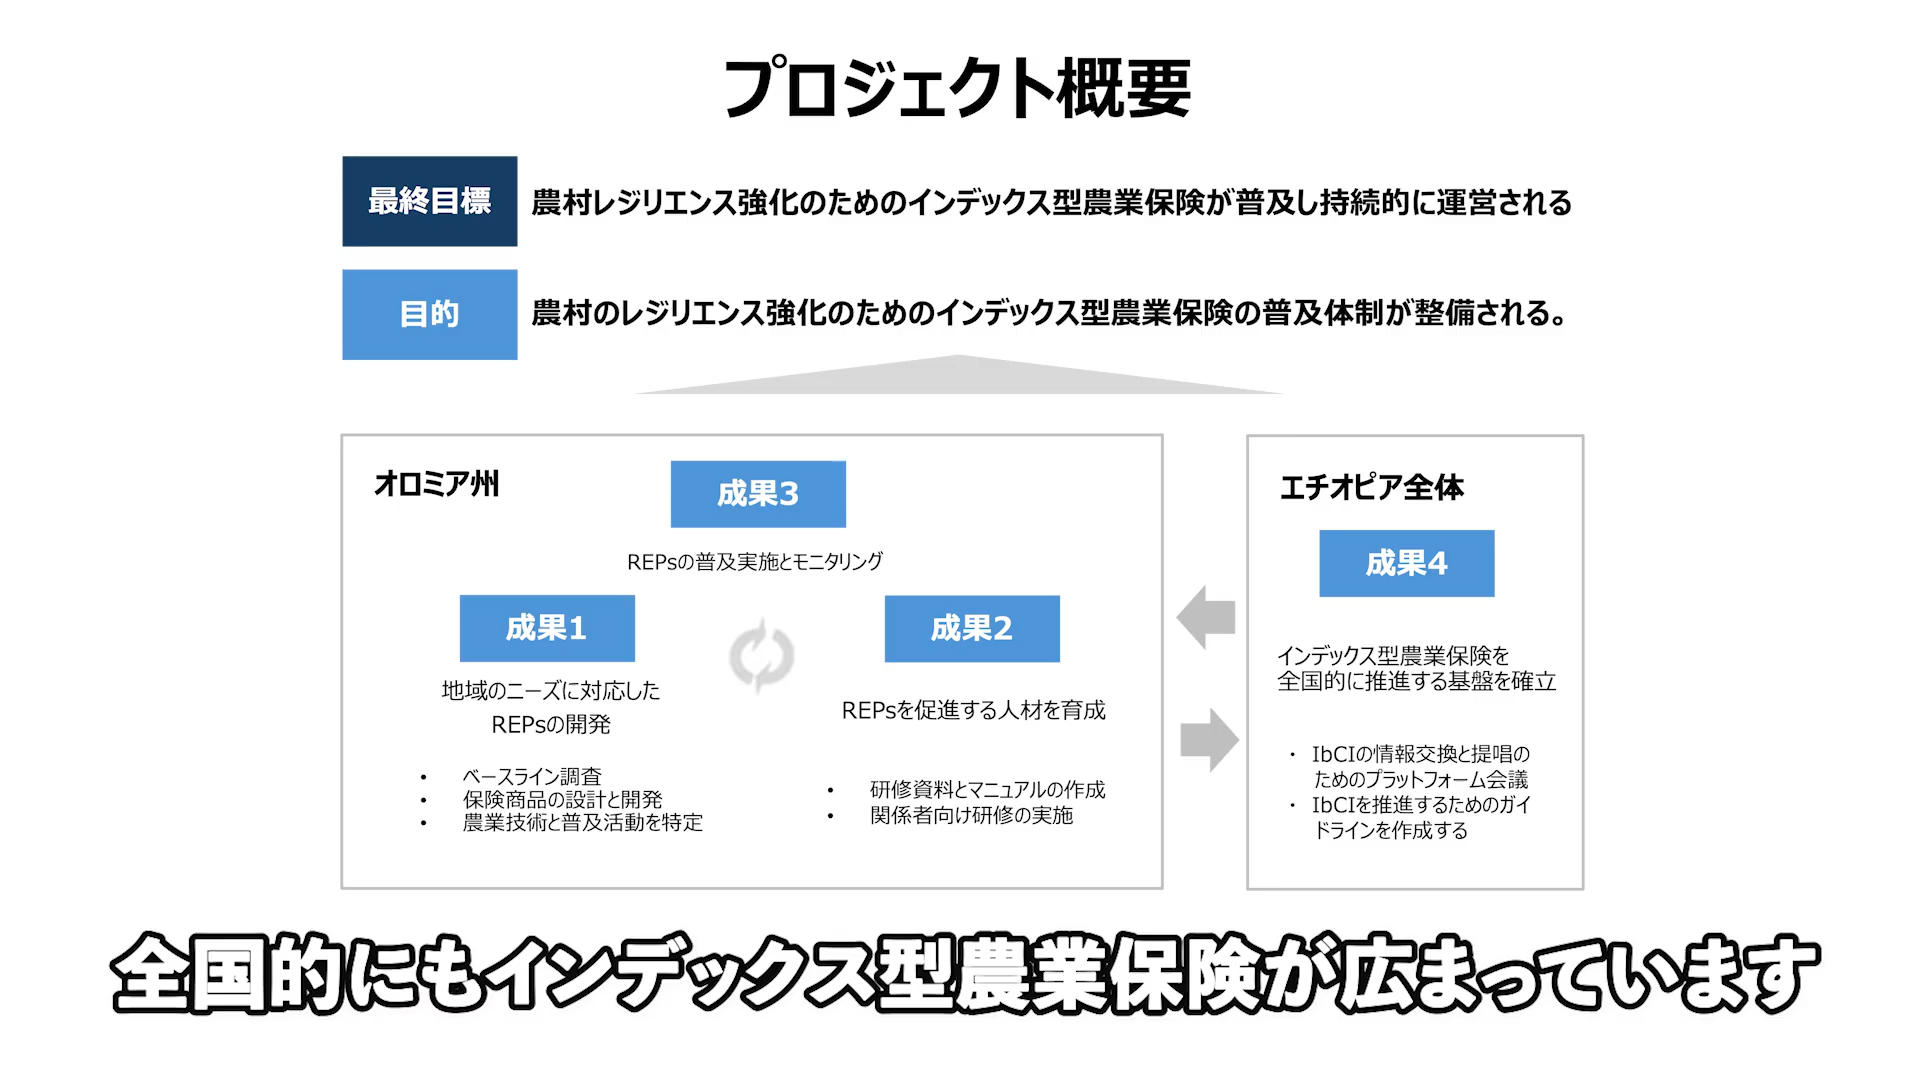 プロジェクト概要
最終目標
農村レジリエンス強化のためのインデックス型農業保険が普及し持続的に運営される
目的
農村のレジリエンス強化のためのインデックス型農業保険の普及体制が整備される。
オロミア州
成果3
REPsの普及実施とモニタリング
成果1
地域のニーズに対応した
REPsの開発
• ベースライン調査
• 保険商品の設計と開発
• 農業技術と普及活動を特定
成果2
REPsを促進する人材を育成
• 研修資料とマニュアルの作成
• 関係者向け研修の実施
エチオピア全体
成果4
インデックス型農業保険を
全国的に推進する基盤を確立
・ IbCIの情報交換と提唱の
ためのプラットフォーム会議
・ IbCIを推進するためのガイ
ドラインを作成する
全国的にもインデックス型農業保険が広まっています